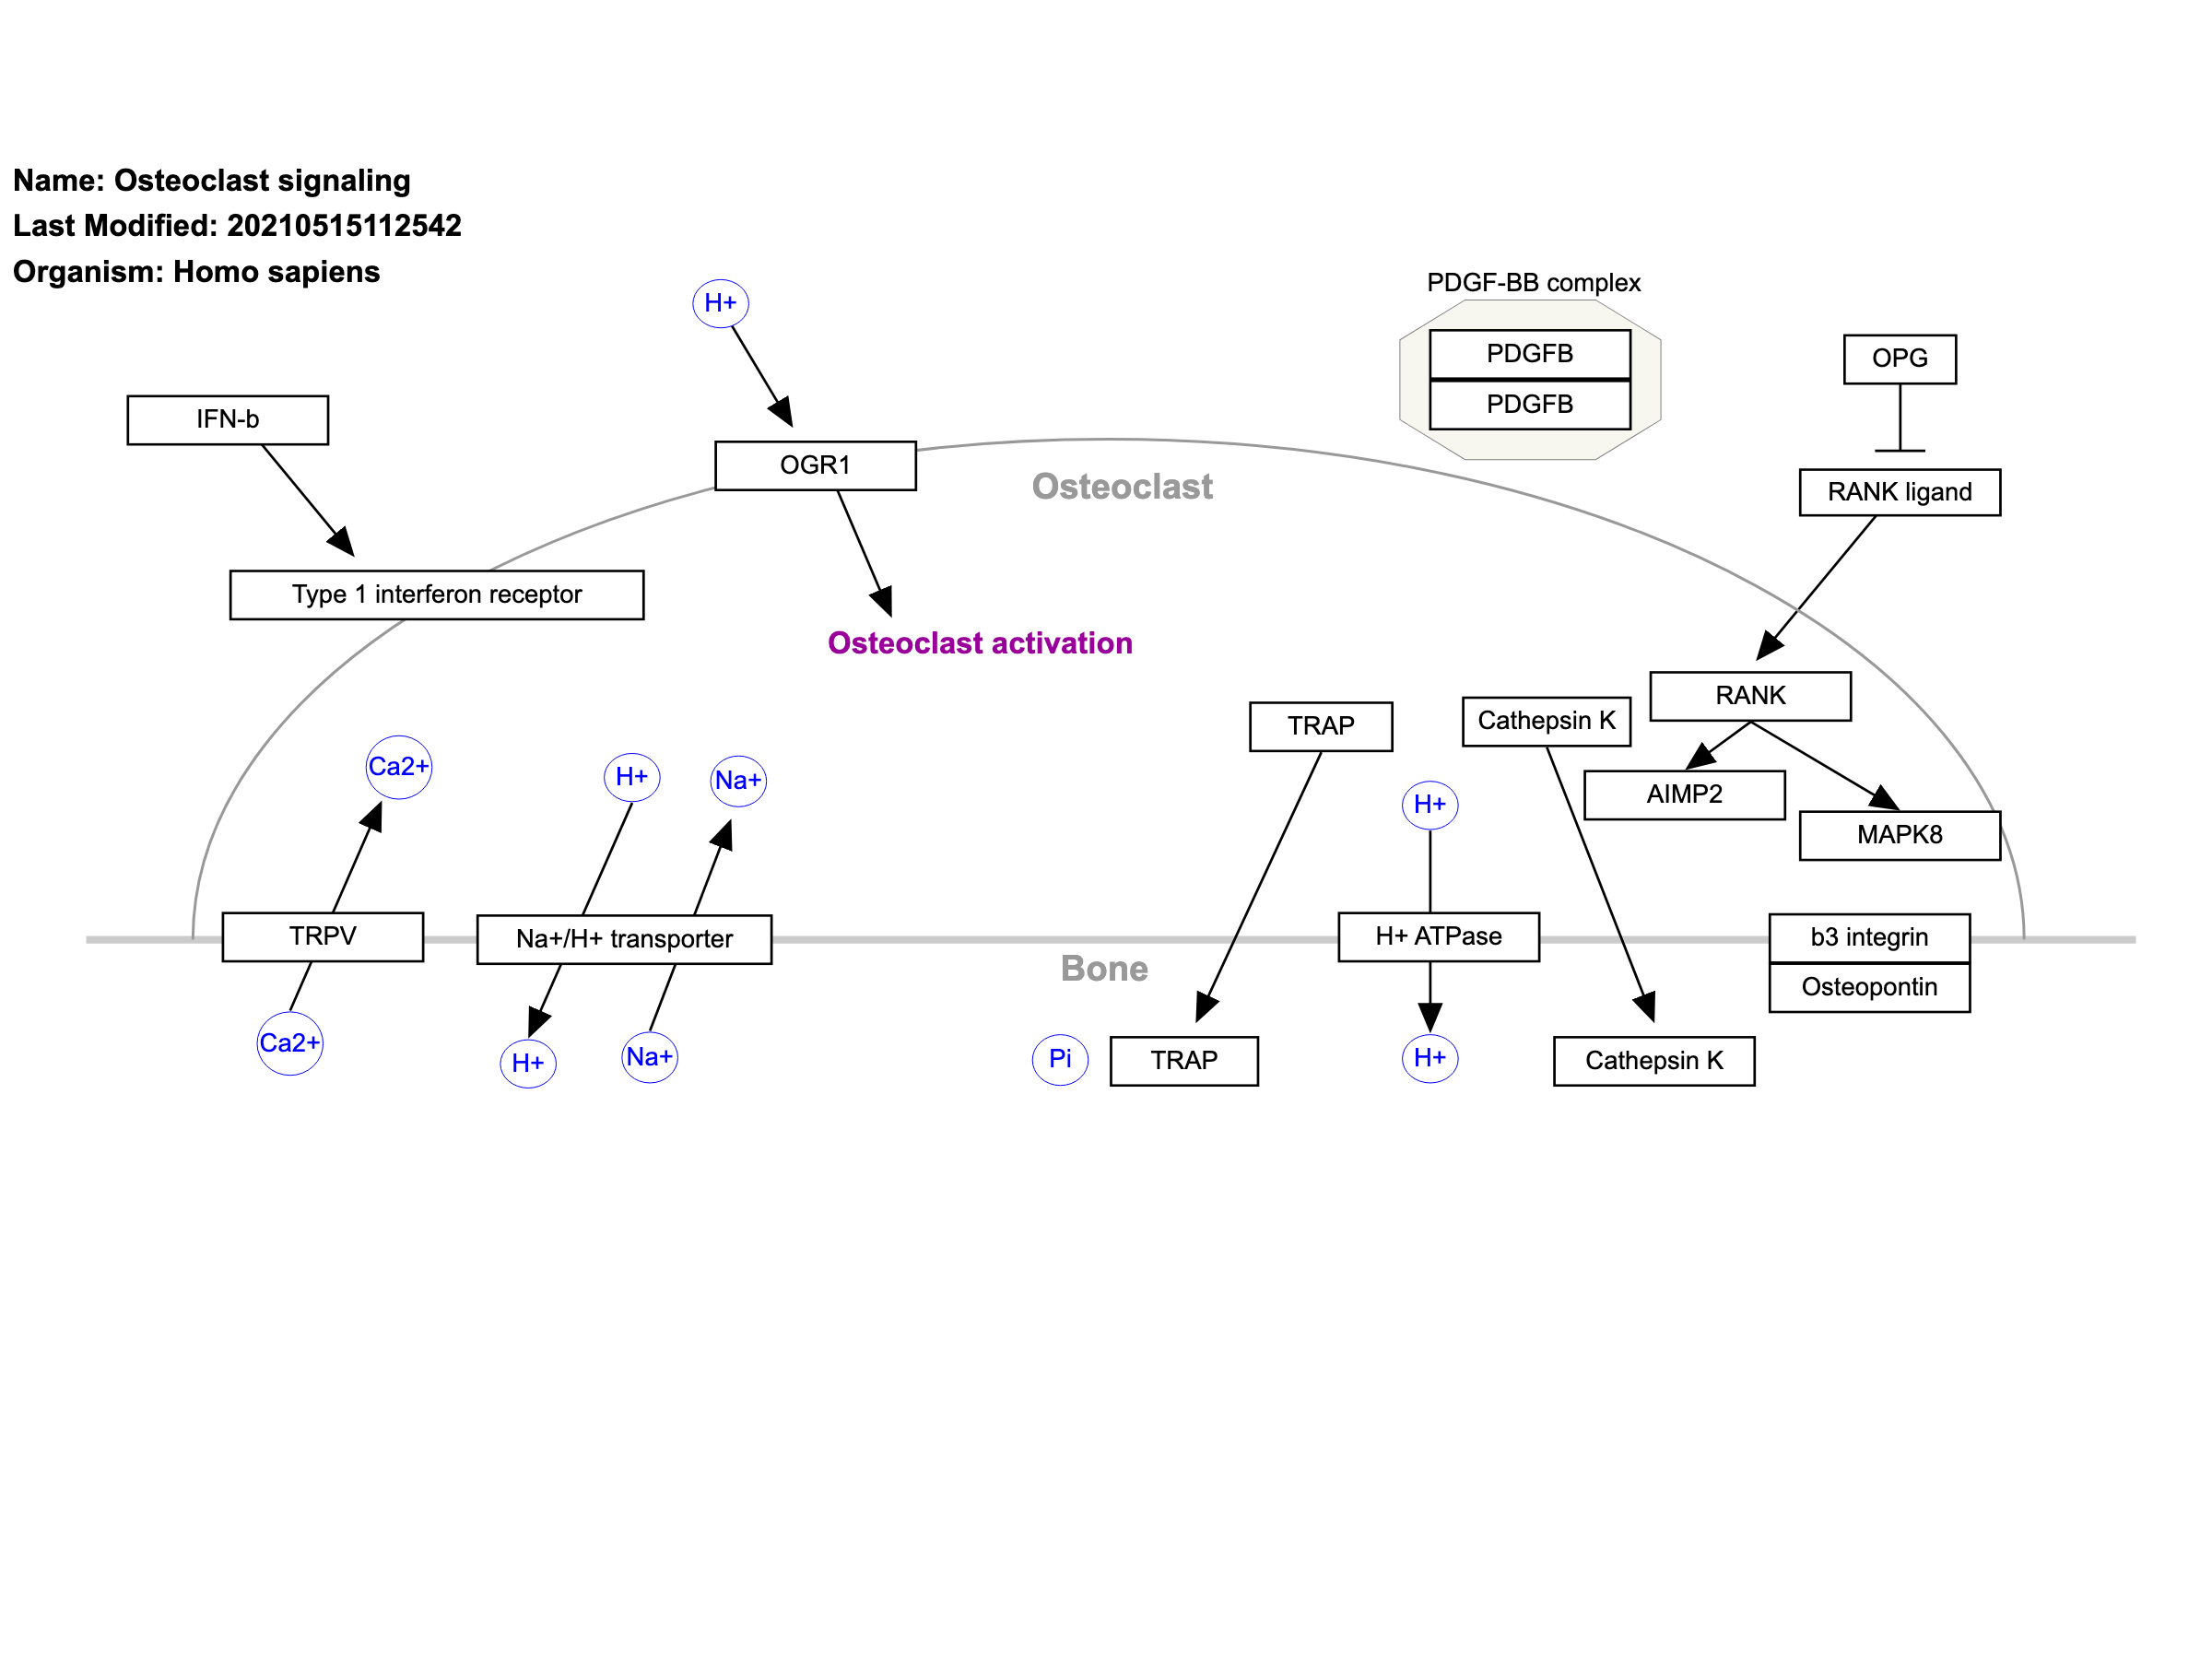 Name: Osteoclast signaling
Last Modified: 20210515112542
Organism: Homo sapiens
H+
PDGF-BB complex
PDGFB
PDGFB
OPG
IFN-b
OGR1
Osteoclast
RANK ligand
Type 1 interferon receptor
Osteoclast activation
RANK
TRAP
Cathepsin K
Ca2+
H+
Na+
H+
AIMP2
MAPK8
TRPV
Na+/H+ transporter
H+ ATPase
b3 integrin
Bone
Osteopontin
Ca2+
H+
Na+
Pi
TRAP
H+
Cathepsin K